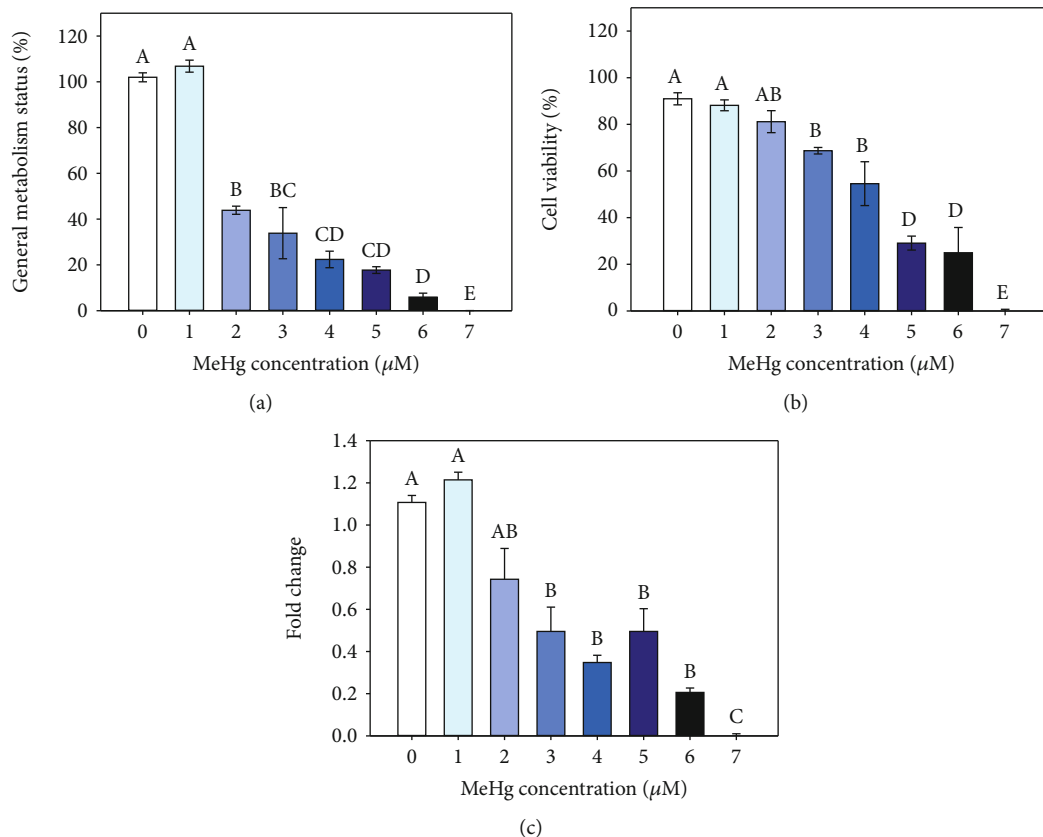 General metabolism status (%)
120
100
80
60
40
20
0
A
A
B
BC
CD
CD
D
E
0 1 2 3 4 5 6 7
MeHg concentration (μM)
(a)
Cell viability (%)
120
100
80
60
40
20
0
A
A
AB
B
B
D
D
E
0 1 2 3 4 5 6 7
MeHg concentration (μM)
(b)
Fold change
1.4
1.2
1.0
0.8
0.6
0.4
0.2
0.0
A
A
AB
B
B
B
B
C
0 1 2 3 4 5 6 7
MeHg concentration (μM)
(c)